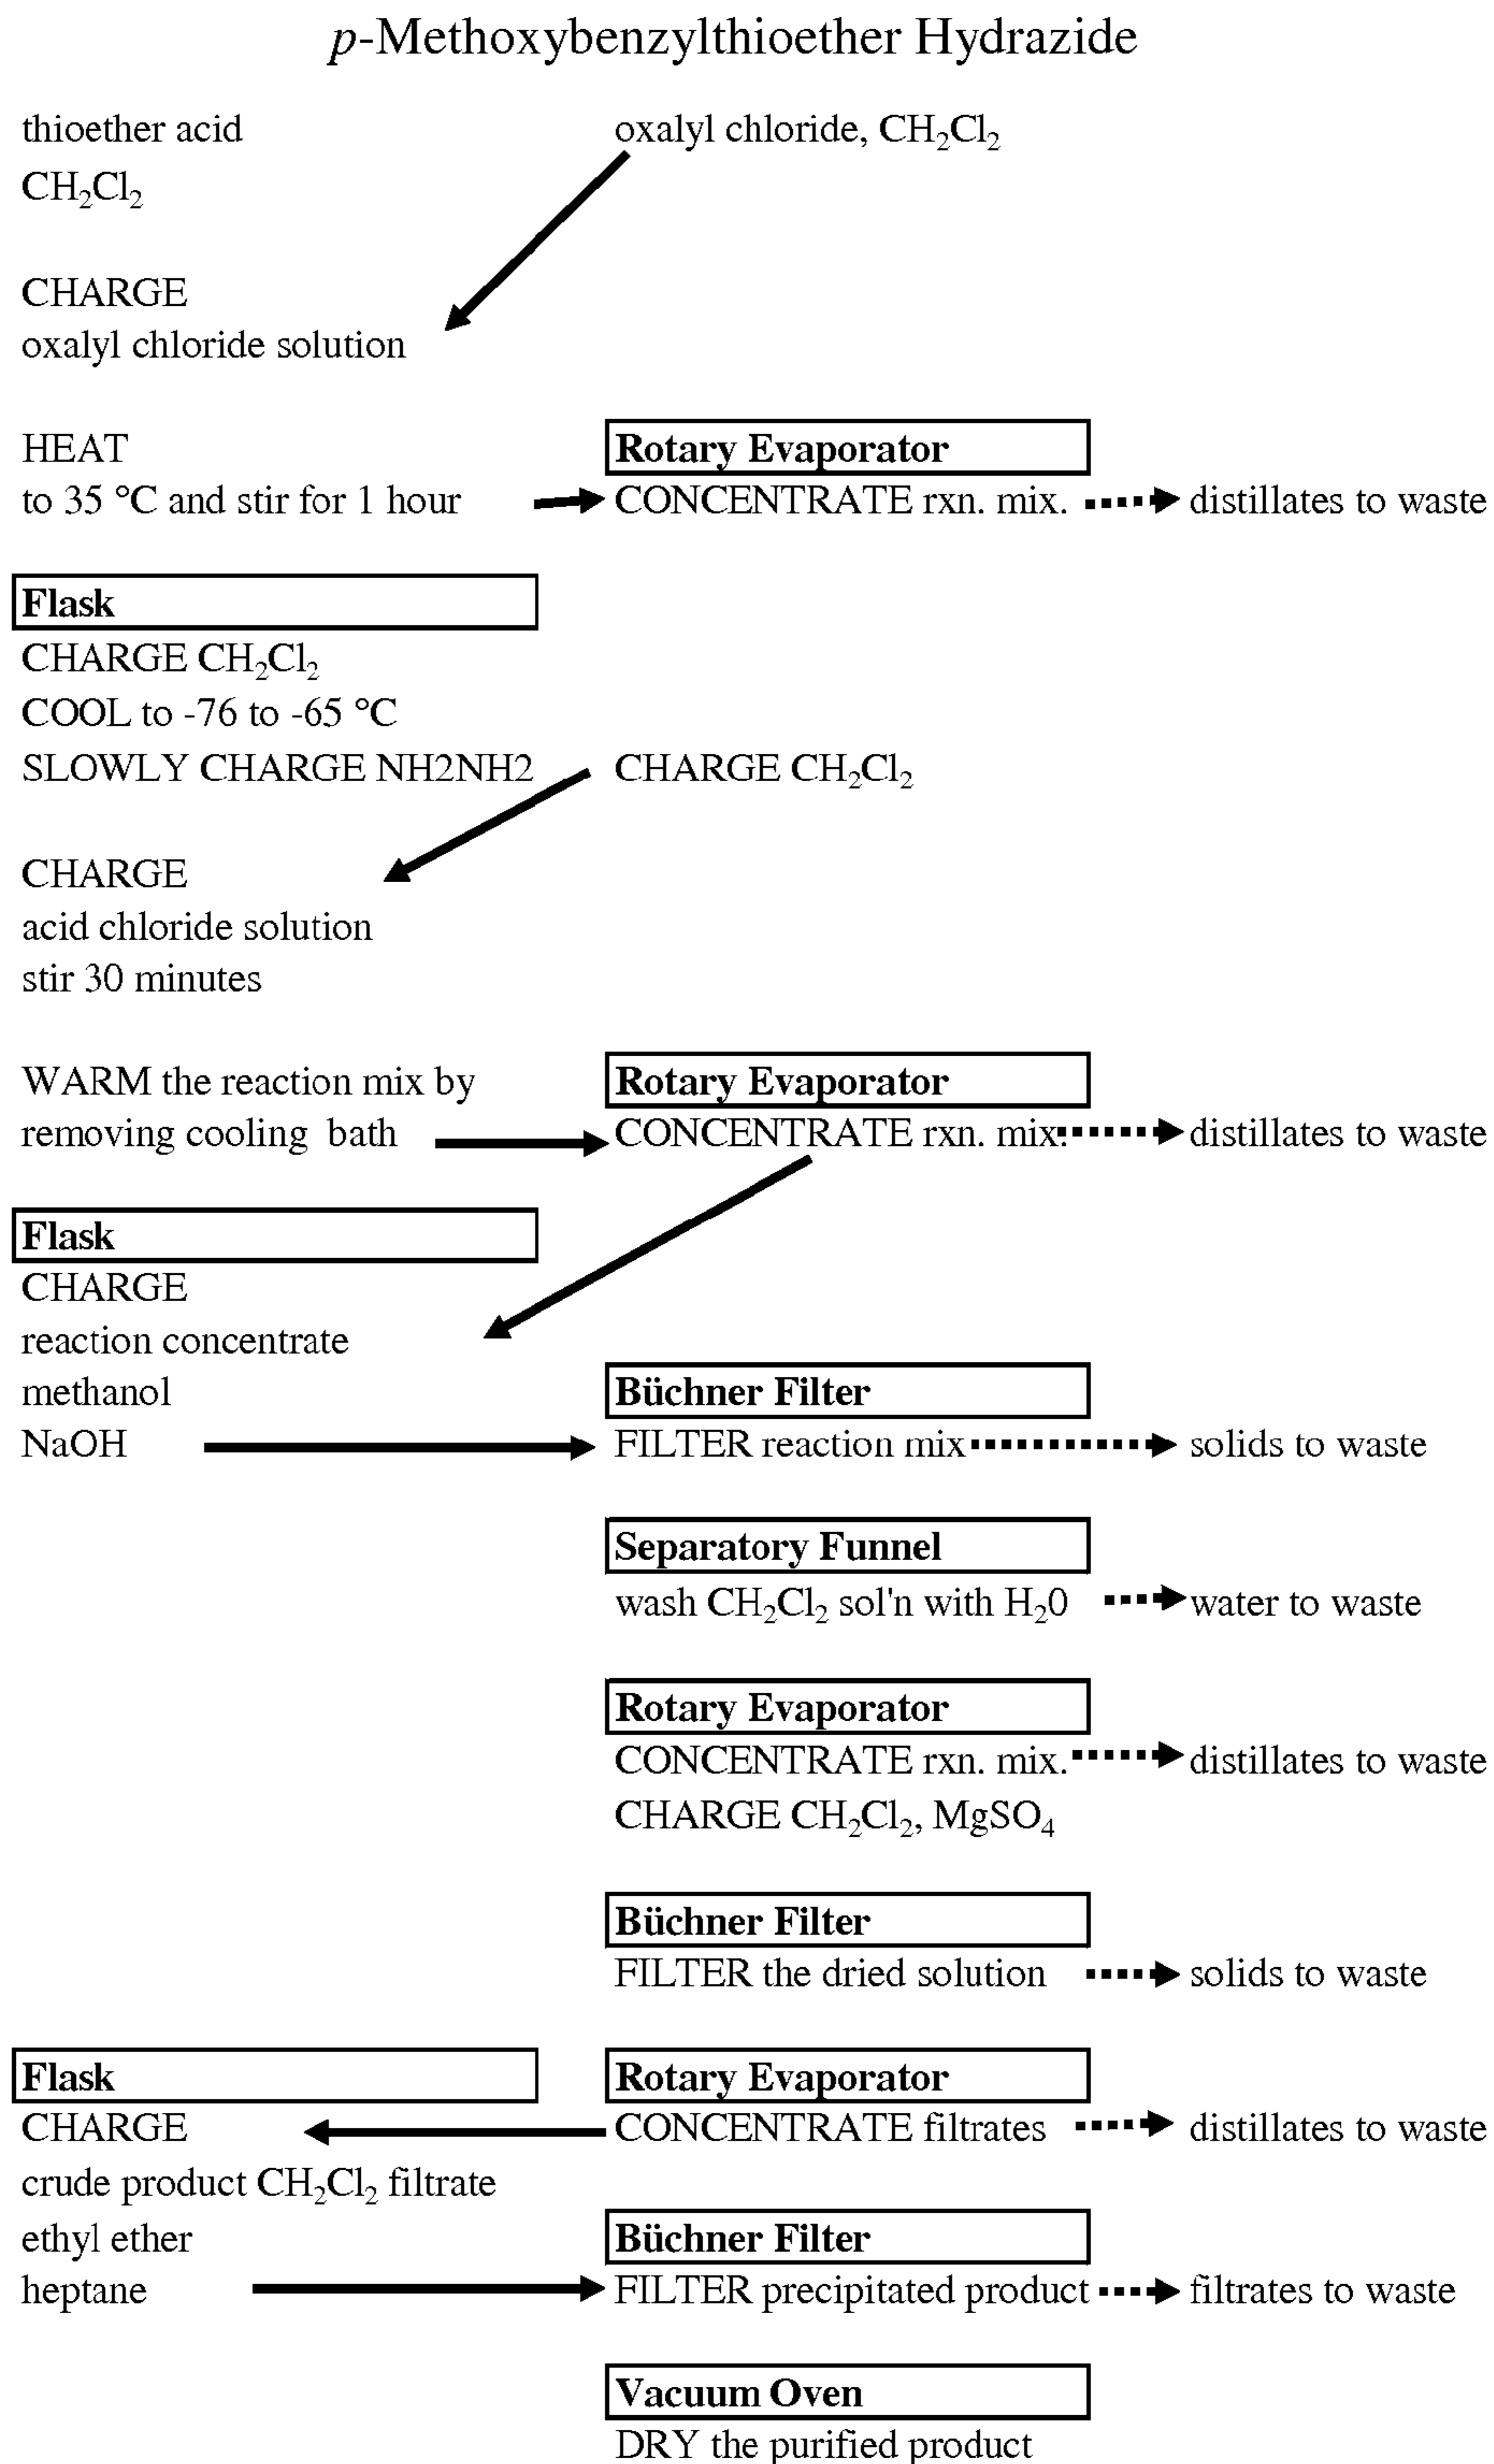 p-Methoxybenzylthioether Hydrazide
thioether acid
oxalyl chloride, CH₂Cl₂
CH₂Cl₂
CHARGE
oxalyl chloride solution
HEAT
to 35 °C and stir for 1 hour
Rotary Evaporator
CONCENTRATE rxn. mix.
distillates to waste
Flask
CHARGE CH₂Cl₂
COOL to -76 to -65 °C
SLOWLY CHARGE NH2NH2
CHARGE CH₂Cl₂
CHARGE
acid chloride solution
stir 30 minutes
WARM the reaction mix by
removing cooling bath
Rotary Evaporator
CONCENTRATE rxn. mix.
distillates to waste
Flask
CHARGE
reaction concentrate
methanol
NaOH
Büchner Filter
FILTER reaction mix
solids to waste
Separatory Funnel
wash CH₂Cl₂ sol'n with H₂0
water to waste
Rotary Evaporator
CONCENTRATE rxn. mix.
distillates to waste
CHARGE CH₂Cl₂, MgSO₄
Büchner Filter
FILTER the dried solution
solids to waste
Flask
CHARGE
Rotary Evaporator
CONCENTRATE filtrates
distillates to waste
crude product CH₂Cl₂ filtrate
ethyl ether
heptane
Büchner Filter
FILTER precipitated product
filtrates to waste
Vacuum Oven
DRY the purified product